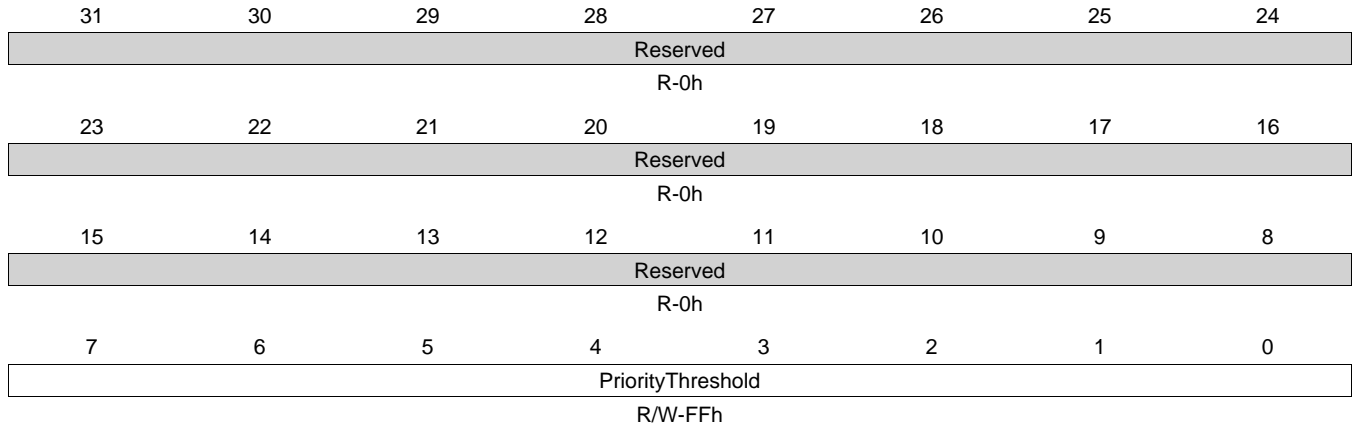 31 30 29 28 27 26 25 24
Reserved
R-0h
23 22 21 20 19 18 17 16
Reserved
R-0h
15 14 13 12 11 10 9 8
Reserved
R-0h
7 6 5 4 3 2 1 0
PriorityThreshold
R/W-FFh